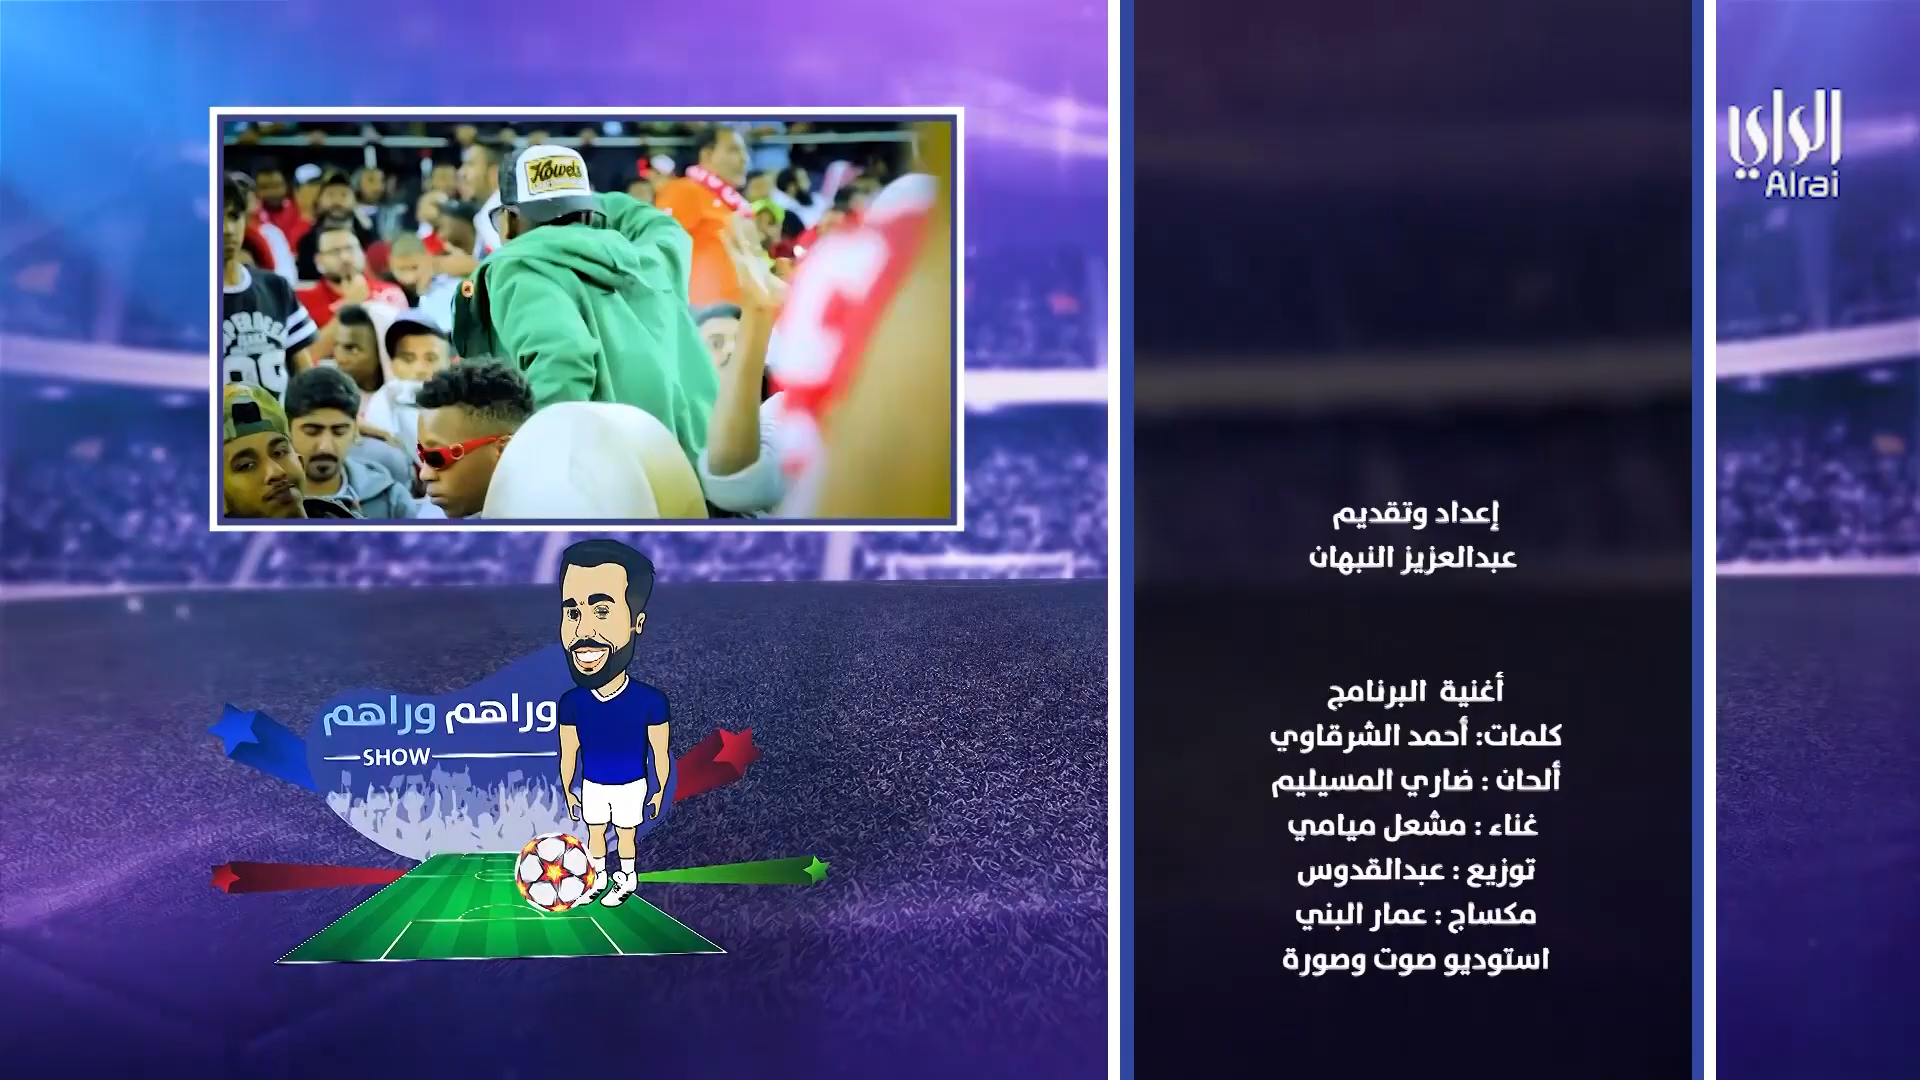 الراي
Alrai
Kowels
وراهم وراهم
SHOW
إعداد وتقديم
عبدالعزيز النبهان
أغنية البرنامج
كلمات: أحمد الشرقاوي
ألحان : ضاري المسيليم
غناء : مشعل ميامي
توزيع : عبدالقدوس
مكساج : عمار البني
استوديو صوت وصورة